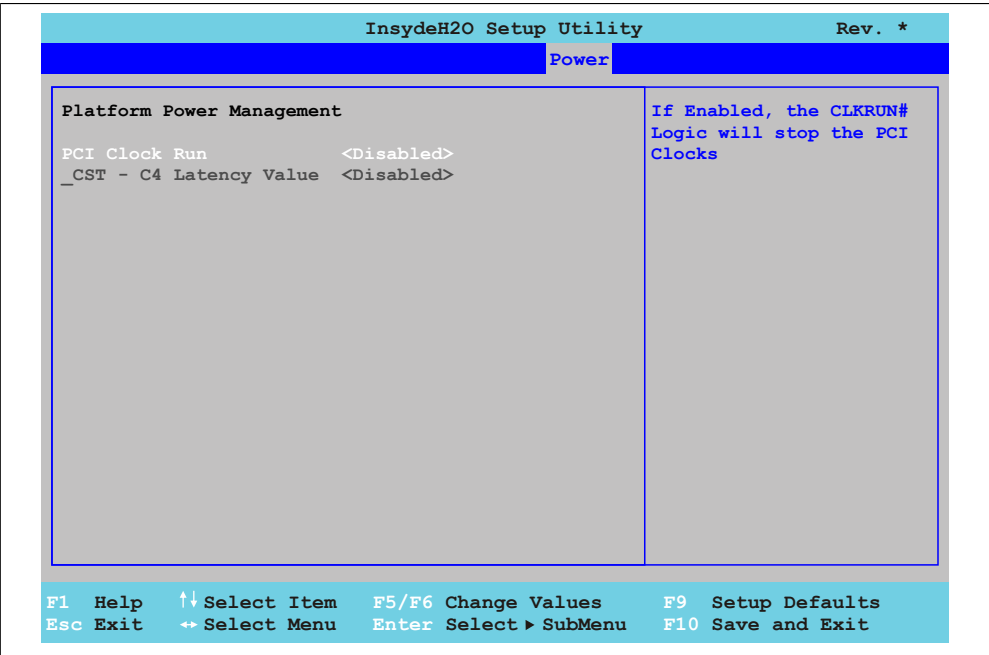 InsydeH2O Setup Utility Rev. *
Power
Platform Power Management
PCI Clock Run <Disabled>
_CST - C4 Latency Value <Disabled>
If Enabled, the CLKRUN#
Logic will stop the PCI
Clocks
F1 Help ↑↓ Select Item F5/F6 Change Values F9 Setup Defaults
Esc Exit ↔ Select Menu Enter Select ▶ SubMenu F10 Save and Exit